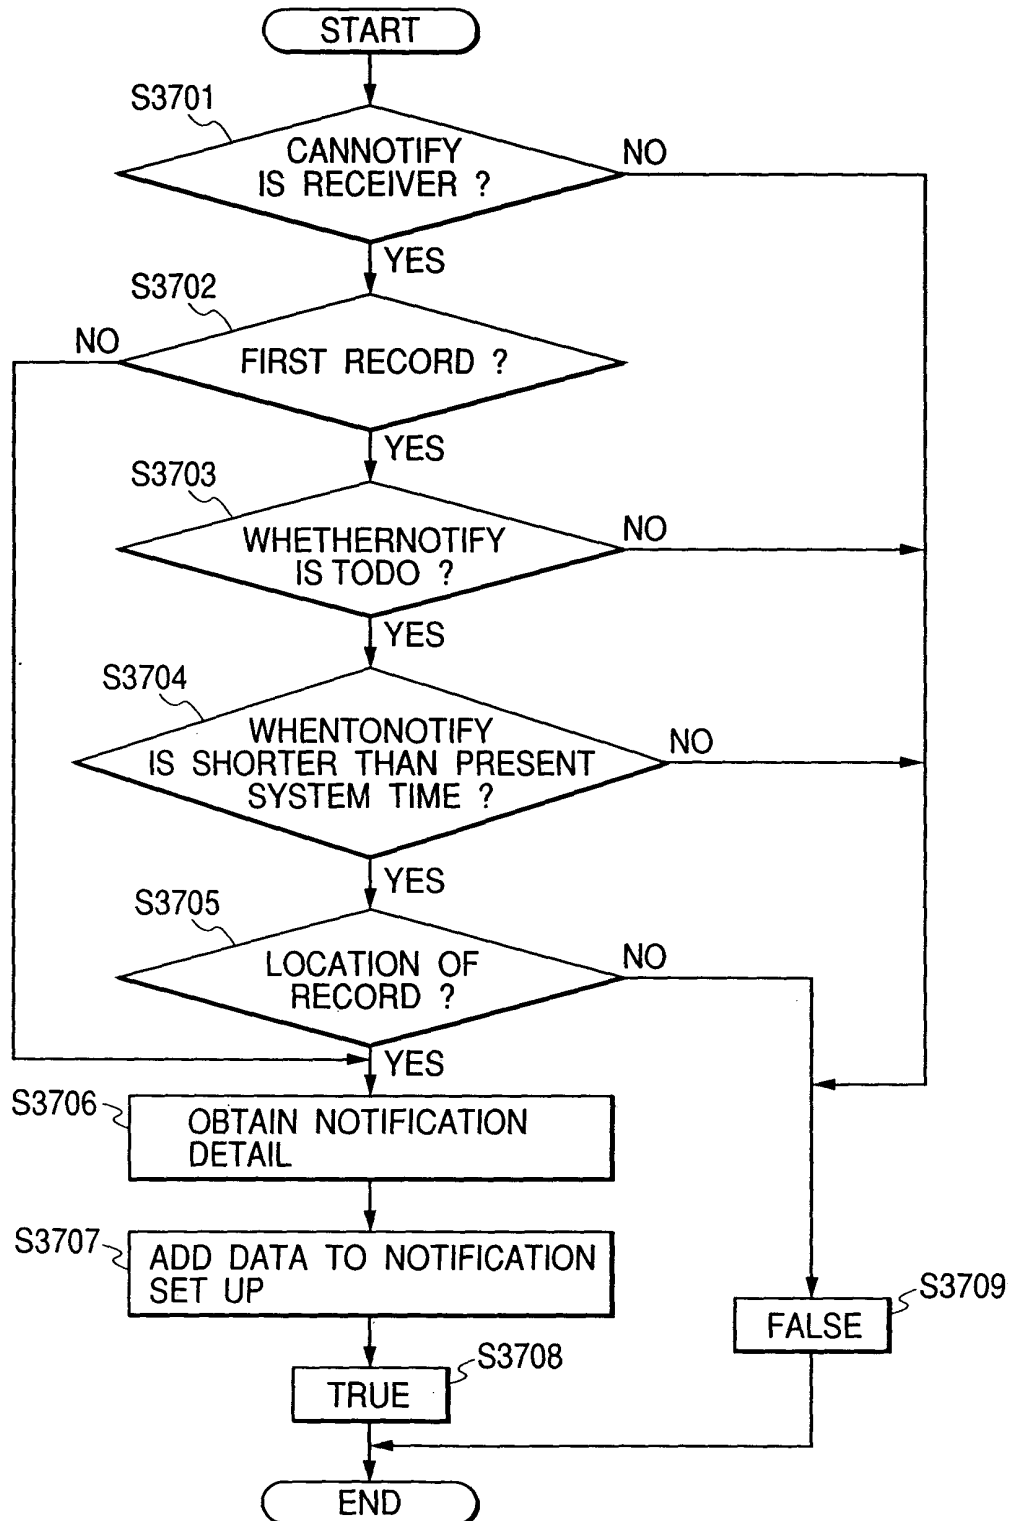 START
S3701
CANNOTIFY
IS RECEIVER ?
NO
YES
S3702
NO
FIRST RECORD ?
YES
S3703
WHETHERNOTIFY
IS TODO ?
NO
YES
S3704
WHENTONOTIFY
IS SHORTER THAN PRESENT
SYSTEM TIME ?
NO
YES
S3705
LOCATION OF
RECORD ?
NO
YES
S3706
OBTAIN NOTIFICATION
DETAIL
S3707
ADD DATA TO NOTIFICATION
SET UP
S3709
FALSE
S3708
TRUE
END